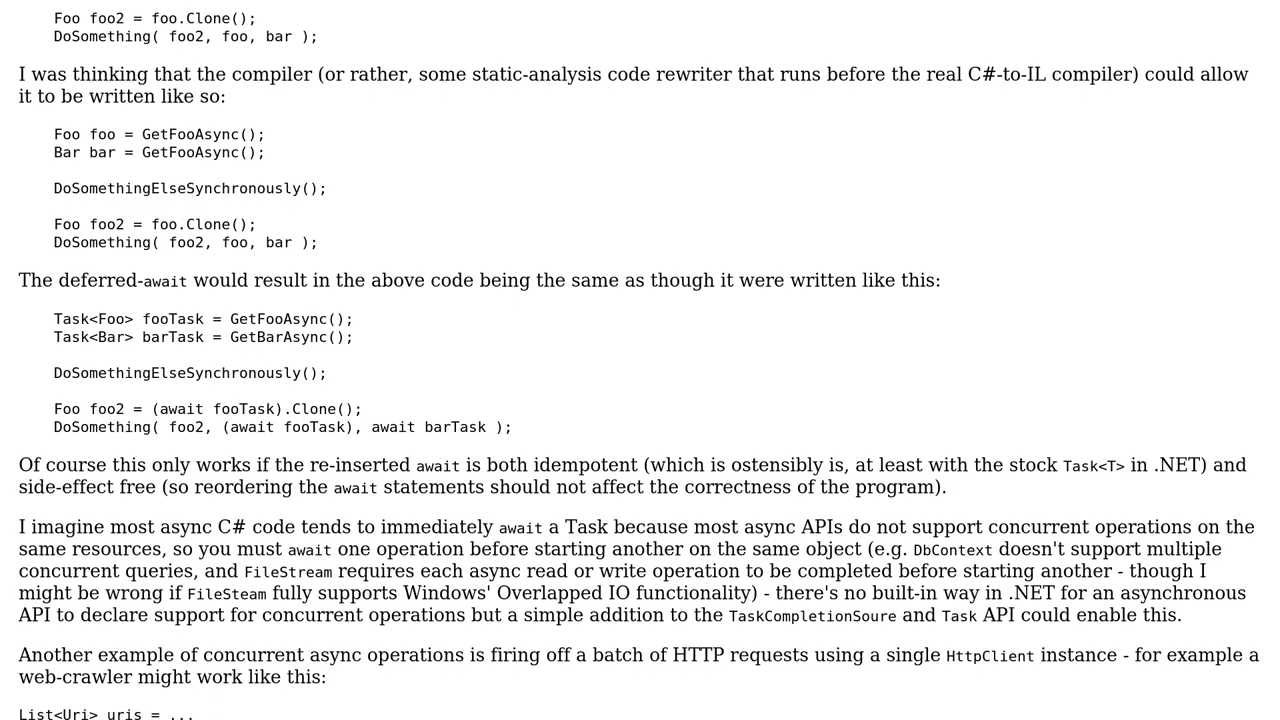 Foo foo2 = foo.Clone();
DoSomething( foo2, foo, bar );
I was thinking that the compiler (or rather, some static-analysis code rewriter that runs before the real C#-to-IL compiler) could allow
it to be written like so:
Foo foo = GetFooAsync();
Bar bar = GetFooAsync();
DoSomethingElseSynchronously();
Foo foo2 = foo.Clone();
DoSomething( foo2, foo, bar );
The deferred-await would result in the above code being the same as though it were written like this:
Task<Foo> fooTask = GetFooAsync();
Task<Bar> barTask = GetBarAsync();
DoSomethingElseSynchronously();
Foo foo2 = (await fooTask).Clone();
DoSomething( foo2, (await fooTask), await barTask );
Of course this only works if the re-inserted await is both idempotent (which is ostensibly is, at least with the stock Task<T> in .NET) and
side-effect free (so reordering the await statements should not affect the correctness of the program).
I imagine most async C# code tends to immediately await a Task because most async APIs do not support concurrent operations on the
same resources, so you must await one operation before starting another on the same object (e.g. DbContext doesn't support multiple
concurrent queries, and FileStream requires each async read or write operation to be completed before starting another - though I
might be wrong if FileSteam fully supports Windows' Overlapped IO functionality) - there's no built-in way in .NET for an asynchronous
API to declare support for concurrent operations but a simple addition to the TaskCompletionSoure and Task API could enable this.
Another example of concurrent async operations is firing off a batch of HTTP requests using a single HttpClient instance - for example a
web-crawler might work like this:
List<Uri> uris = ...